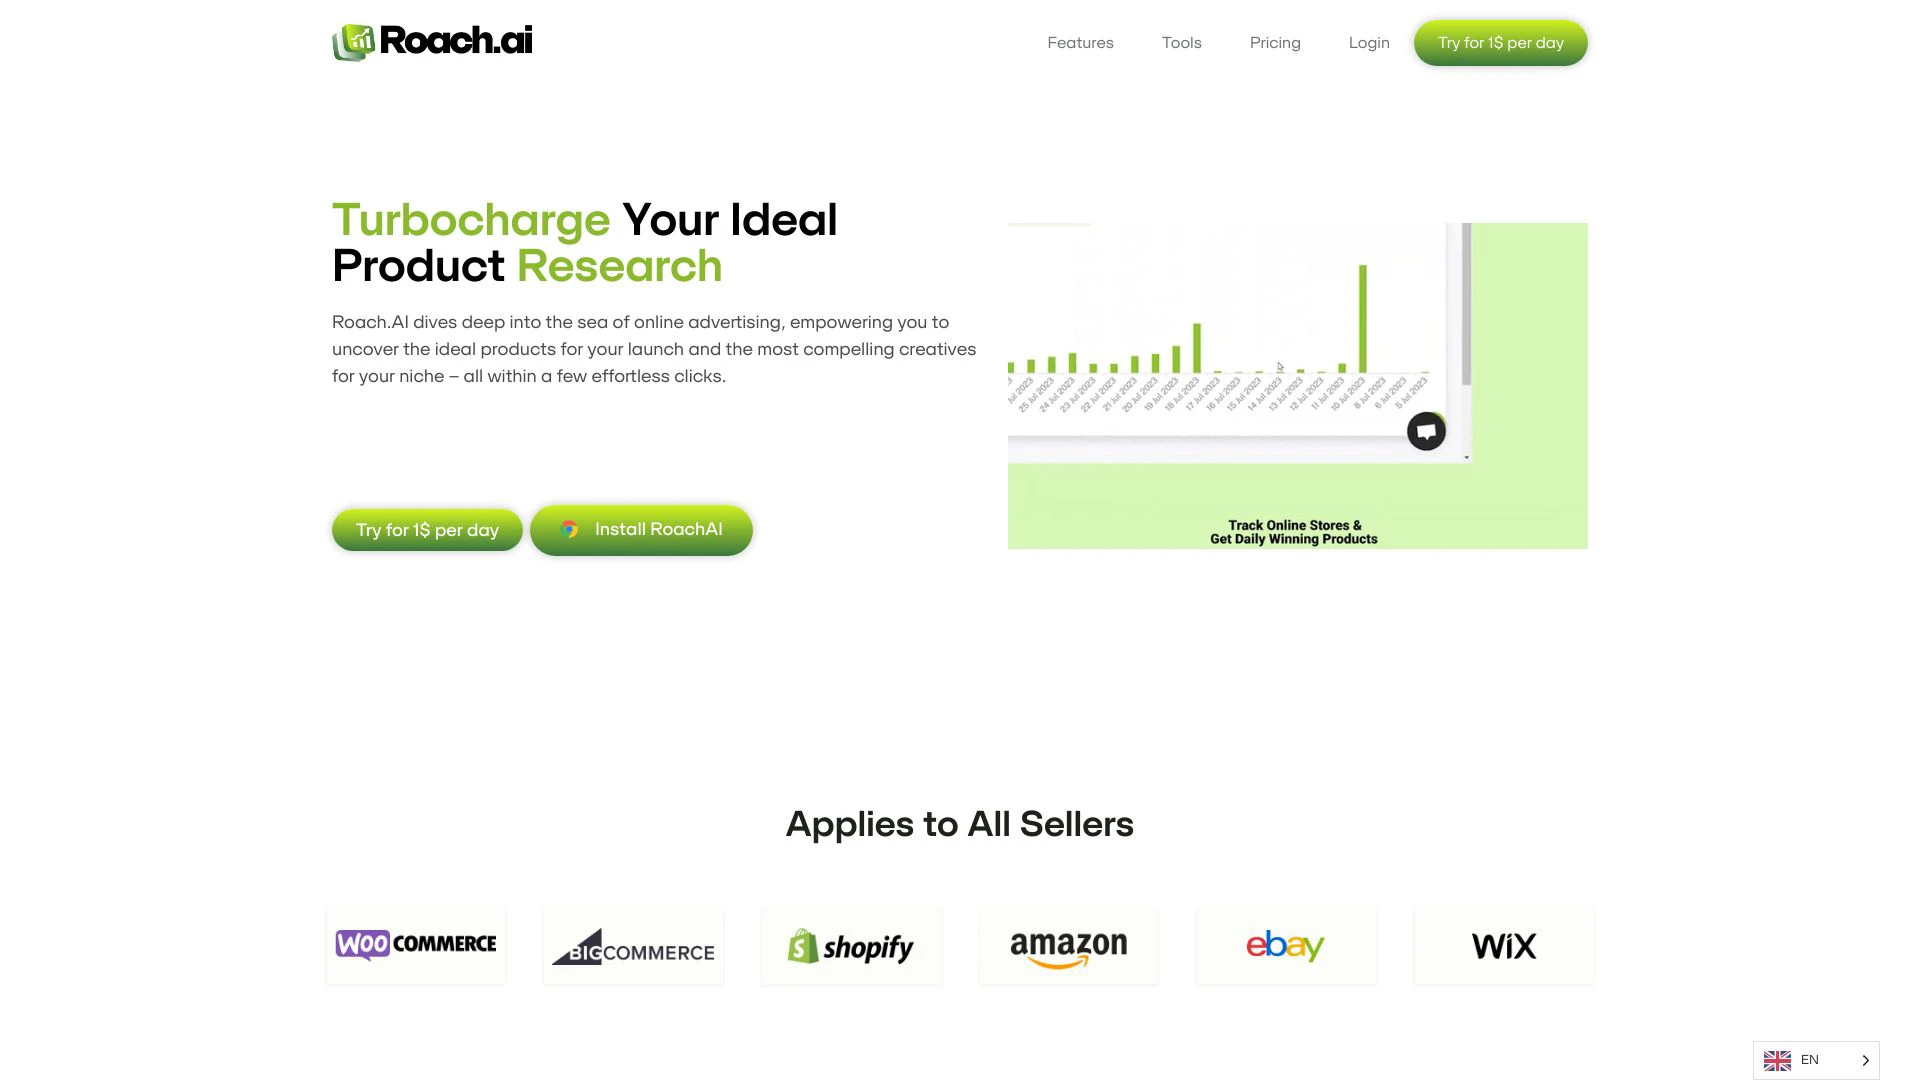 Roach.ai
Features
Tools
Pricing
Login
Try for 1$ per day
Turbocharge Your Ideal
Product Research
Roach.AI dives deep into the sea of online advertising, empowering you to
uncover the ideal products for your launch and the most compelling creatives
for your niche – all within a few effortless clicks.
Try for 1$ per day
Install RoachAI
25 Jul 2023
24 Jul 2023
23 Jul 2023
22 Jul 2023
21 Jul 2023
20 Jul 2023
19 Jul 2023
18 Jul 2023
17 Jul 2023
16 Jul 2023
15 Jul 2023
14 Jul 2023
13 Jul 2023
12 Jul 2023
11 Jul 2023
10 Jul 2023
8 Jul 2023
6 Jul 2023
5 Jul 2023
Track Online Stores &
Get Daily Winning Products
Applies to All Sellers
WOO COMMERCE
BIGCOMMERCE
shopify
amazon
ebay
WiX
EN